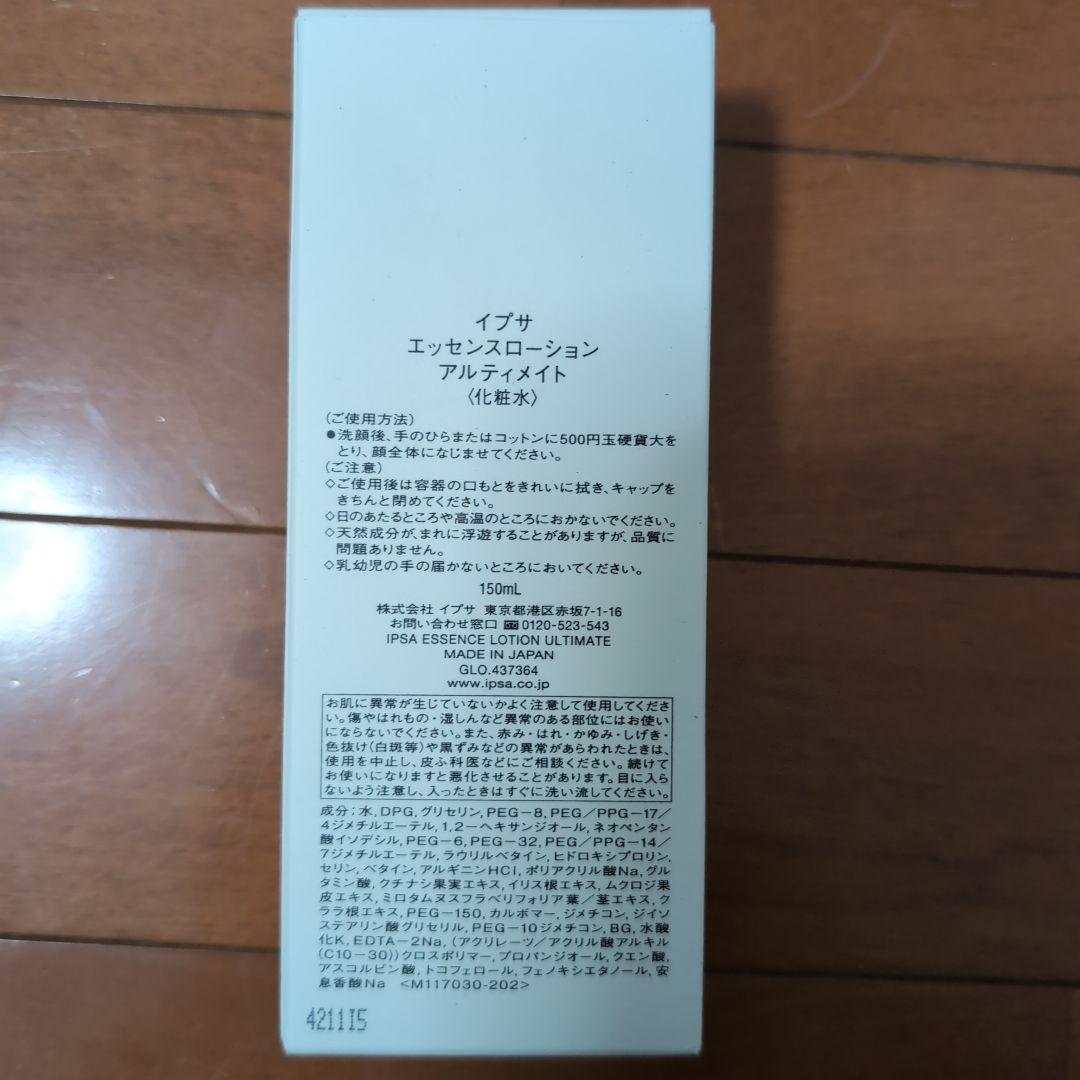 イプサ
エッセンスローション
アルティメイト
〈化粧水〉
〈ご使用方法〉
●洗顔後、手のひらまたはコットンに500円玉硬貨大を
とり、顔全体になじませてください。
〈ご注意〉
◇ご使用後は容器の口もとをきれいに拭き、キャップを
きちんと閉めてください。
◇日のあたるところや高温のところにおかないでください。
◇天然成分が、まれに浮遊することがありますが、品質に
問題ありません。
◇乳幼児の手の届かないところにおいてください。
150mL
株式会社 イプサ 東京都港区赤坂7-1-16
お問い合わせ窓口 0120-523-543
IPSA ESSENCE LOTION ULTIMATE
MADE IN JAPAN
GLO.437364
www.ipsa.co.jp
お肌に異常が生じていないかよく注意して使用してくださ
い。傷やはれもの・湿しんなど異常のある部位にはお使い
にならないでください。また、赤み・はれ・かゆみ・しげき・
色抜け(白斑等)や黒ずみなどの異常があらわれたときは、
使用を中止し、皮ふ科医などにご相談ください。続けて
お使いになりますと悪化させることがあります。目に入ら
ないよう注意し、入ったときはすぐに洗い流してください。
成分;水,DPG,グリセリン,PEG-8,PEG/PPG-17/
4ジメチルエーテル,1,2-ヘキサンジオール,ネオペンタン
酸イソデシル,PEG-6,PEG-32,PEG/PPG-14/
7ジメチルエーテル,ラウリルベタイン,ヒドロキシプロリン,
セリン,ベタイン,アルギニンHCl,ポリアクリル酸Na,グル
タミン酸,クチナシ果実エキス,イリス根エキス,ムクロジ果
皮エキス,ミロタムヌスフラベリフォリア葉/茎エキス,ク
ララ根エキス,PEG-150,カルボマー,ジメチコン,ジイソ
ステアリン酸グリセリル,PEG-10ジメチコン,BG,水酸
化K,EDTA-2Na,(アクリレーツ/アクリル酸アルキル
(C10-30))クロスポリマー,プロパンジオール,クエン酸,
アスコルビン酸,トコフェロール,フェノキシエタノール,安
息香酸Na <M117030-202>
4211I5